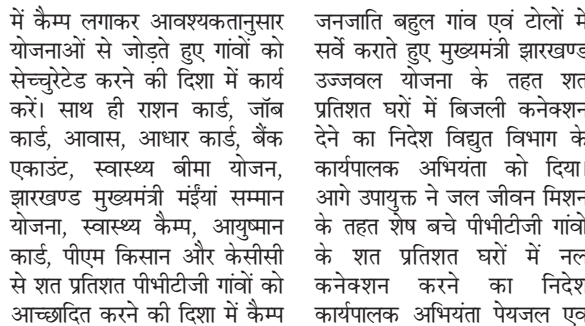 में कैम्प लगाकर आवश्यकतानुसार
योजनाओं से जोड़ते हुए गांवों को
सेच्चुरेटेड करने की दिशा में कार्य
करें। साथ ही राशन कार्ड, जॉब
कार्ड, आवास, आधार कार्ड, बैंक
एकाउंट, स्वास्थ्य बीमा योजन,
झारखण्ड मुख्यमंत्री मंईयां सम्मान
योजना, स्वास्थ्य कैम्प, आयुष्मान
कार्ड, पीएम किसान और केसीसी
से शत प्रतिशत पीभीटीजी गांवों को
आच्छादित करने की दिशा में कैम्प
जनजाति बहुल गांव एवं टोलों में
सर्वे कराते हुए मुख्यमंत्री झारखण्ड
उज्जवल योजना के तहत शत
प्रतिशत घरों में बिजली कनेक्शन
देने का निदेश विद्युत विभाग के
कार्यपालक अभियंता को दिया।
आगे उपायुक्त ने जल जीवन मिशन
के तहत शेष बचे पीभीटीजी गांवों
के शत प्रतिशत घरों में नल
कनेक्शन करने का निदेश
कार्यपालक अभियंता पेयजल एवं